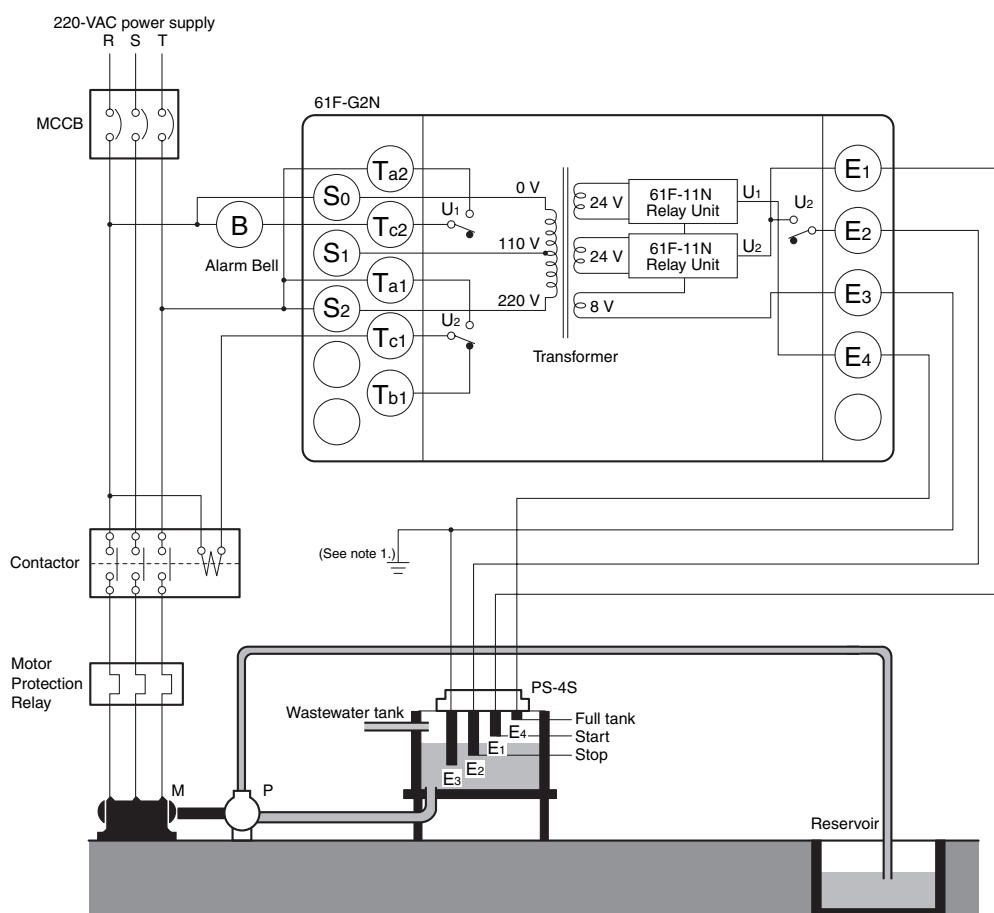 220-VAC power supply
R S T
MCCB
61F-G2N
Ta2
S0
B
Alarm Bell
Tc2
S1
Ta1
S2
Tc1
Tb1
U1
U2
0 V
110 V
220 V
24 V
24 V
8 V
Transformer
61F-11N
Relay Unit
U1
61F-11N
Relay Unit
U2
U2
E1
E2
E3
E4
Contactor
(See note 1.)
Motor
Protection
Relay
PS-4S
Wastewater tank
Full tank
Start
Stop
E4
E1
E2
E3
M
P
Reservoir